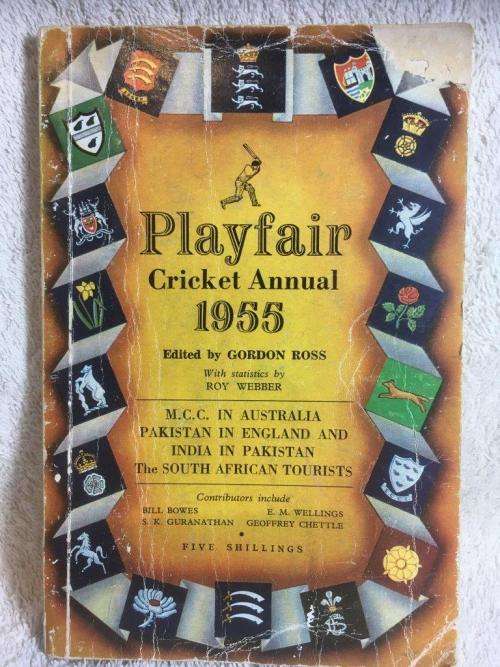 Playfair
Cricket Annual
1955
Edited by GORDON ROSS
With statistics by
ROY WEBBER
M.C.C. IN AUSTRALIA
PAKISTAN IN ENGLAND AND
INDIA IN PAKISTAN
The SOUTH AFRICAN TOURISTS
Contributors include
BILL BOWES E. M. WELLINGS
S. K. GURANATHAN GEOFFREY CHETTLE
FIVE SHILLINGS